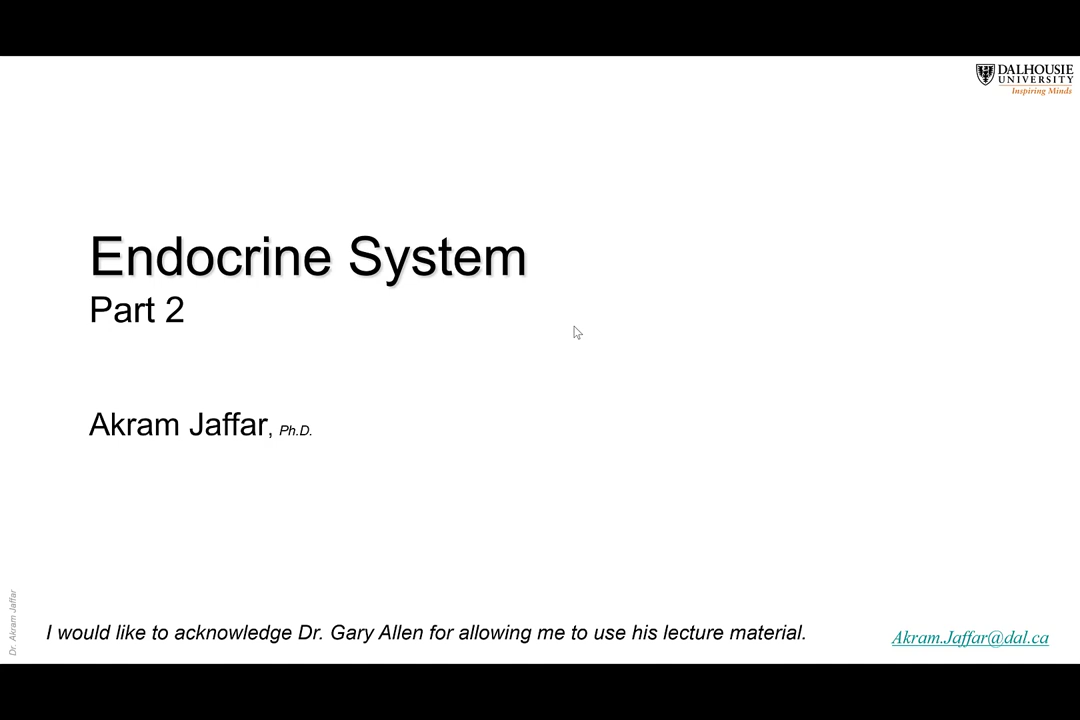 DALHOUSIE
UNIVERSITY
Inspiring Minds
Endocrine System
Part 2
Akram Jaffar, Ph.D.
Dr. Akram Jaffar
I would like to acknowledge Dr. Gary Allen for allowing me to use his lecture material.
Akram.Jaffar@dal.ca